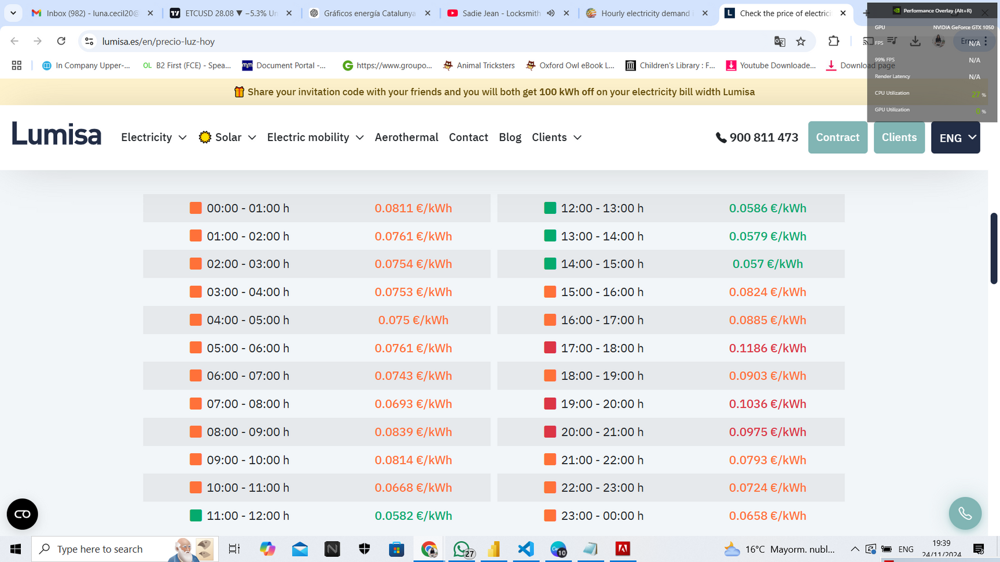 Inbox (982) - luna.cecil20@
ETCUSD 28.08 ▼ −5.3% Un
Gráficos energía Catalunya
Sadie Jean - Locksmith
Hourly electricity demand i
Check the price of electrici
lumisa.es/en/precio-luz-hoy
In Company Upper-...
OL B2 First (FCE) - Spea...
Document Portal -...
https://www.groupo...
Animal Tricksters
Oxford Owl eBook L...
Children's Library : F...
Youtube Downloade...
Download page
Performance Overlay (Alt+R)
GPU NVIDIA GeForce GTX 1050
FPS N/A
99% FPS N/A
Render Latency N/A
CPU Utilization 27 %
GPU Utilization 0 %
Share your invitation code with your friends and you will both get 100 kWh off on your electricity bill width Lumisa
Lumisa
Electricity
Solar
Electric mobility
Aerothermal
Contact
Blog
Clients
900 811 473
Contract
Clients
ENG
00:00 - 01:00 h 0.0811 €/kWh
01:00 - 02:00 h 0.0761 €/kWh
02:00 - 03:00 h 0.0754 €/kWh
03:00 - 04:00 h 0.0753 €/kWh
04:00 - 05:00 h 0.075 €/kWh
05:00 - 06:00 h 0.0761 €/kWh
06:00 - 07:00 h 0.0743 €/kWh
07:00 - 08:00 h 0.0693 €/kWh
08:00 - 09:00 h 0.0839 €/kWh
09:00 - 10:00 h 0.0814 €/kWh
10:00 - 11:00 h 0.0668 €/kWh
11:00 - 12:00 h 0.0582 €/kWh
12:00 - 13:00 h 0.0586 €/kWh
13:00 - 14:00 h 0.0579 €/kWh
14:00 - 15:00 h 0.057 €/kWh
15:00 - 16:00 h 0.0824 €/kWh
16:00 - 17:00 h 0.0885 €/kWh
17:00 - 18:00 h 0.1186 €/kWh
18:00 - 19:00 h 0.0903 €/kWh
19:00 - 20:00 h 0.1036 €/kWh
20:00 - 21:00 h 0.0975 €/kWh
21:00 - 22:00 h 0.0793 €/kWh
22:00 - 23:00 h 0.0724 €/kWh
23:00 - 00:00 h 0.0658 €/kWh
Type here to search
27
10
16°C Mayorm. nubl...
ENG
19:39
24/11/2024